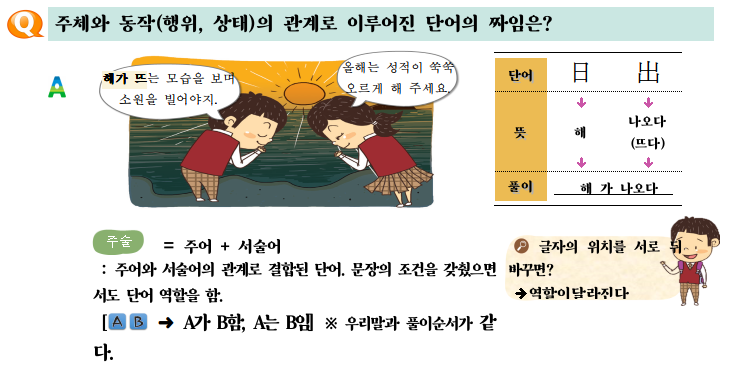 Q 주체와 동작(행위, 상태)의 관계로 이루어진 단어의 짜임은?
A
해가 뜨는 모습을 보며
소원을 빌어야지.
올해는 성적이 쑥쑥
오르게 해 주세요.
단어 日 出
뜻 해 나오다
(뜨다)
풀이 해 가 나오다
주술 = 주어 + 서술어
: 주어와 서술어의 관계로 결합된 단어. 문장의 조건을 갖췄으면
서도 단어 역할을 함.
[A B ➜ A가 B함, A는 B임] ※ 우리말과 풀이순서가 같
다.
글자의 위치를 서로 뒤
바꾸면?
➔역할이달라진다